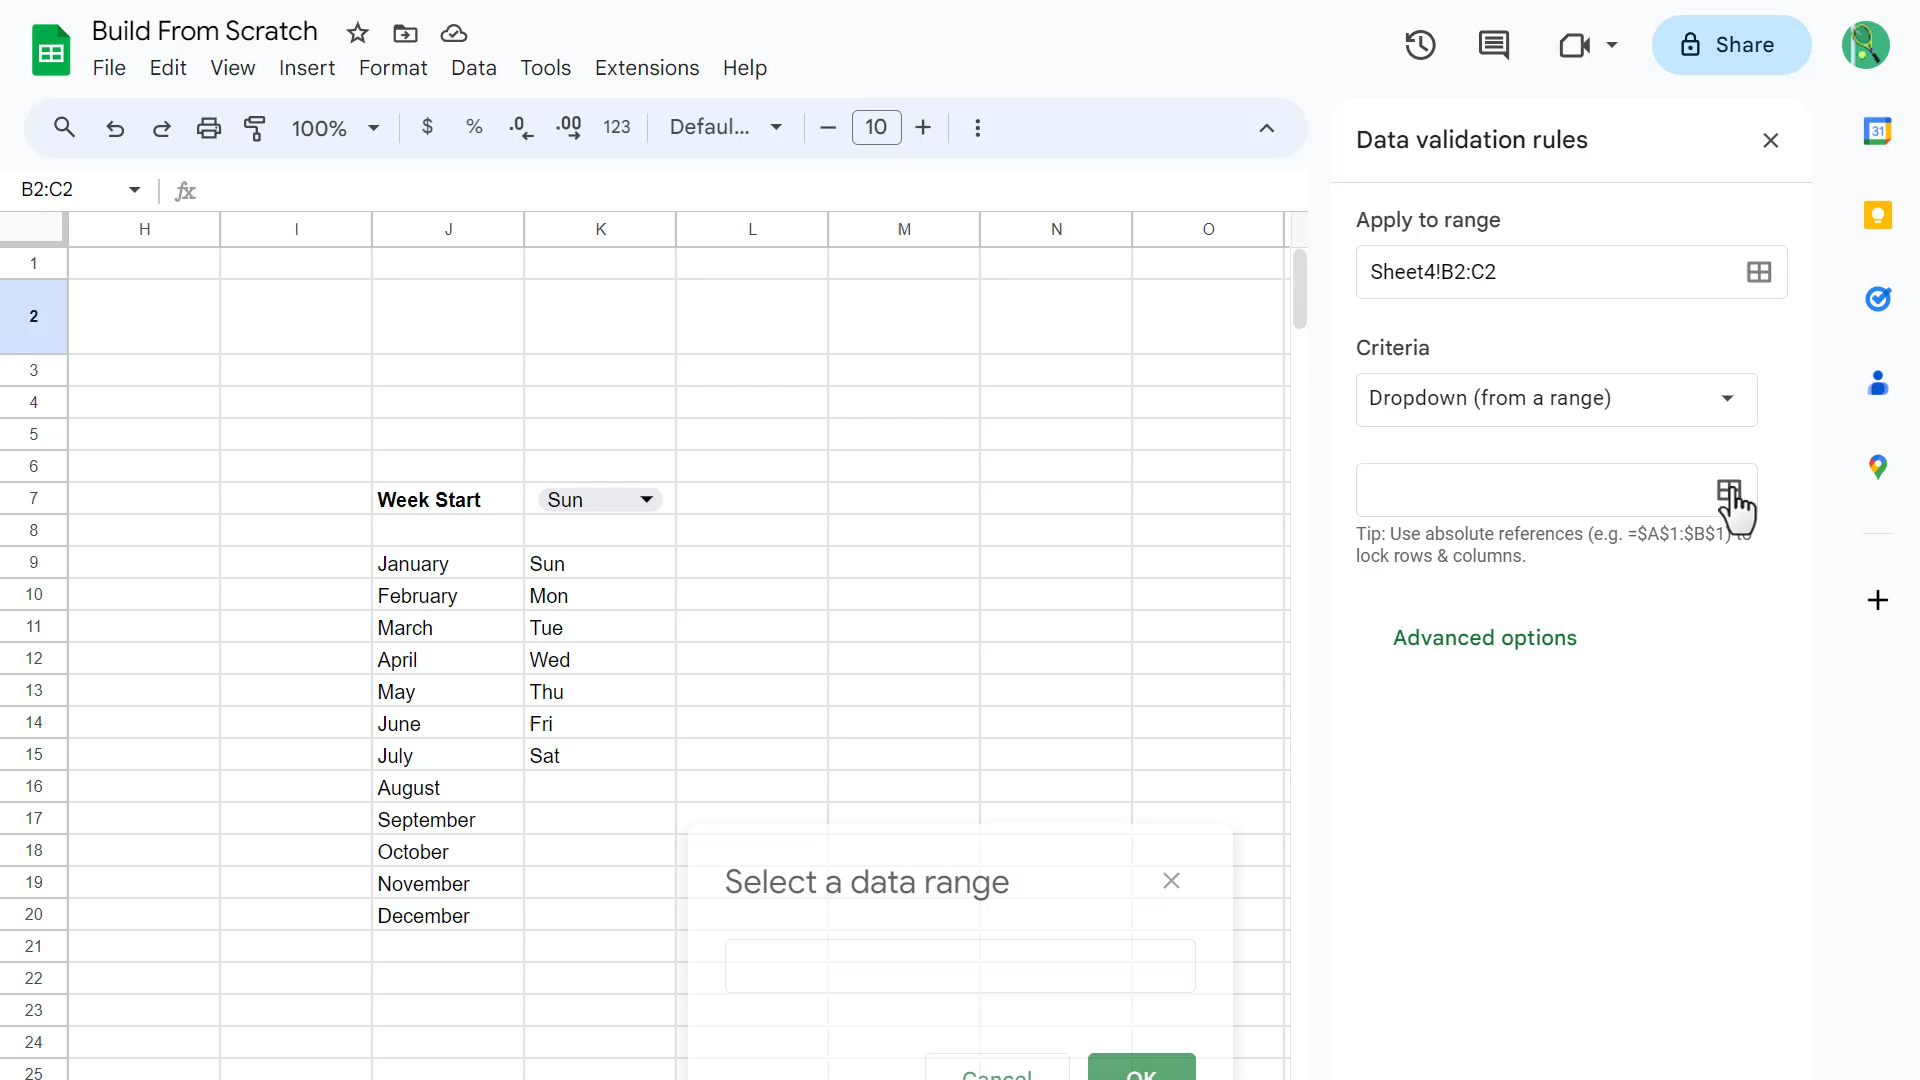 Build From Scratch
File Edit View Insert Format Data Tools Extensions Help
Share
100% $ % .0 .00 123 Defaul... 10
B2:C2 fx
H I J K L M N O
1
2
3
4
5
6
7 Week Start Sun
8
9 January Sun
10 February Mon
11 March Tue
12 April Wed
13 May Thu
14 June Fri
15 July Sat
16 August
17 September
18 October
19 November
20 December
21
22
23
24
25
Select a data range
Cancel OK
Data validation rules
Apply to range
Sheet4!B2:C2
Criteria
Dropdown (from a range)
Tip: Use absolute references (e.g. =$A$1:$B$1) to
lock rows & columns.
Advanced options
31